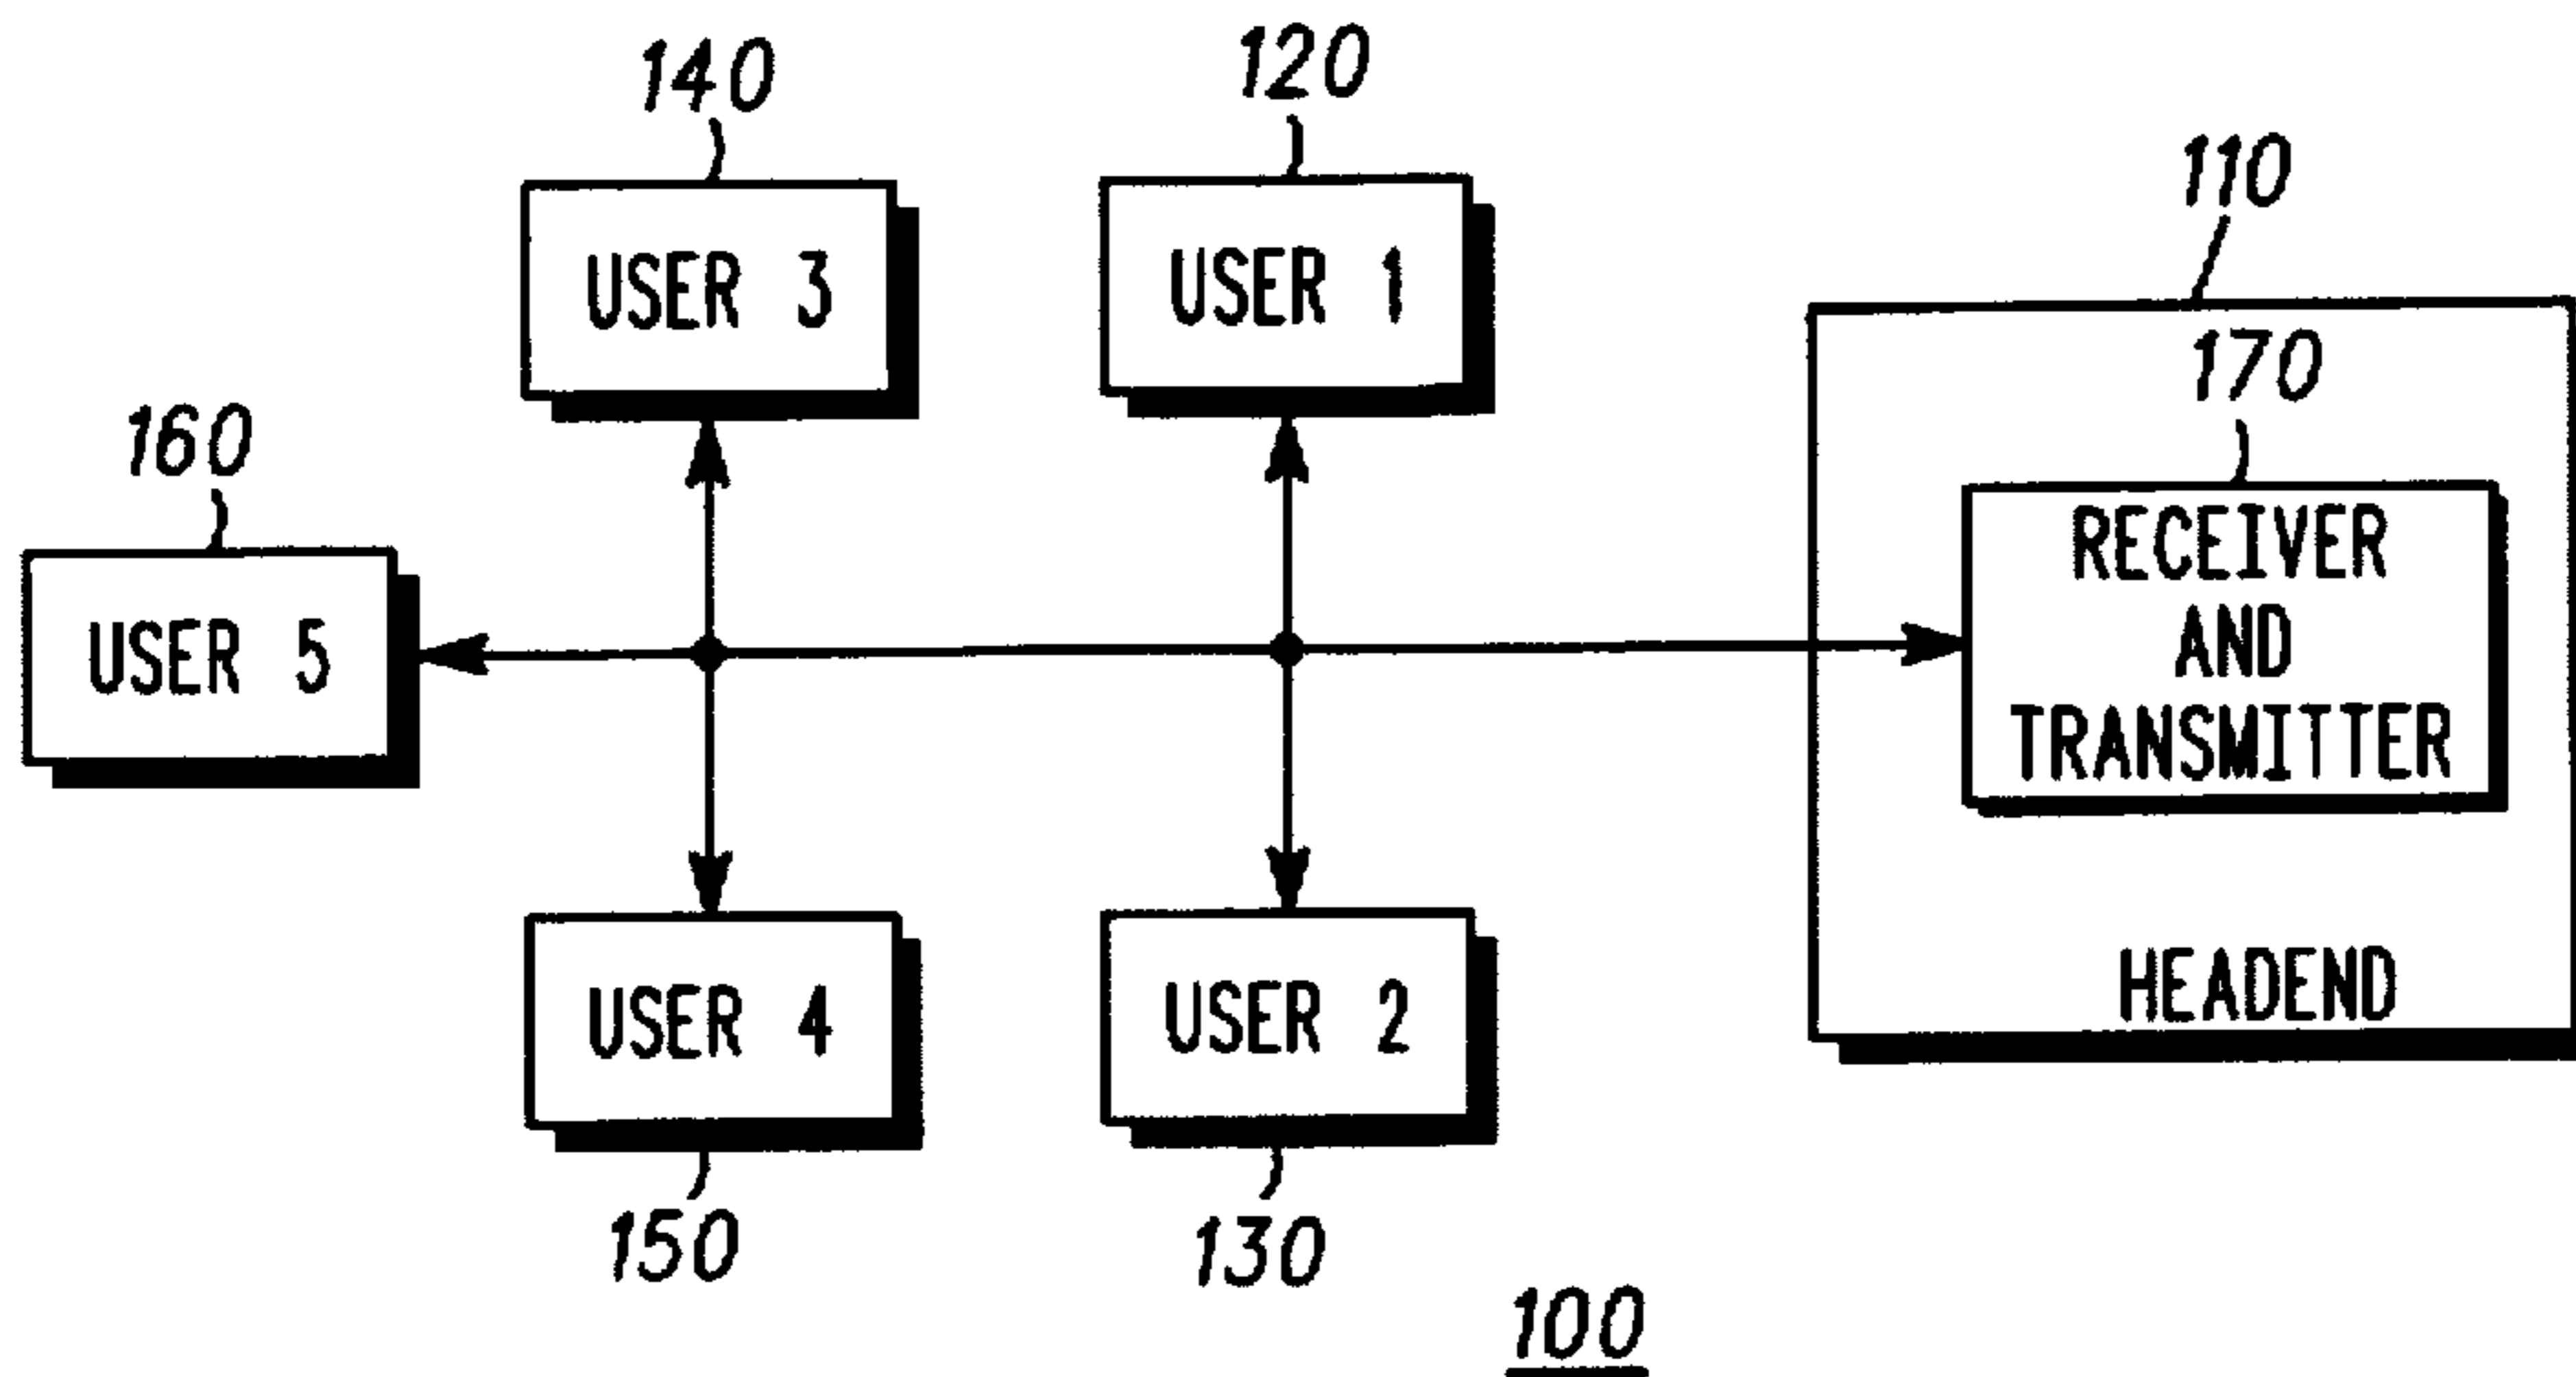 140
120
110
USER 3
USER 1
170
160
RECEIVER
AND
TRANSMITTER
USER 5
HEADEND
USER 4
USER 2
150
130
100